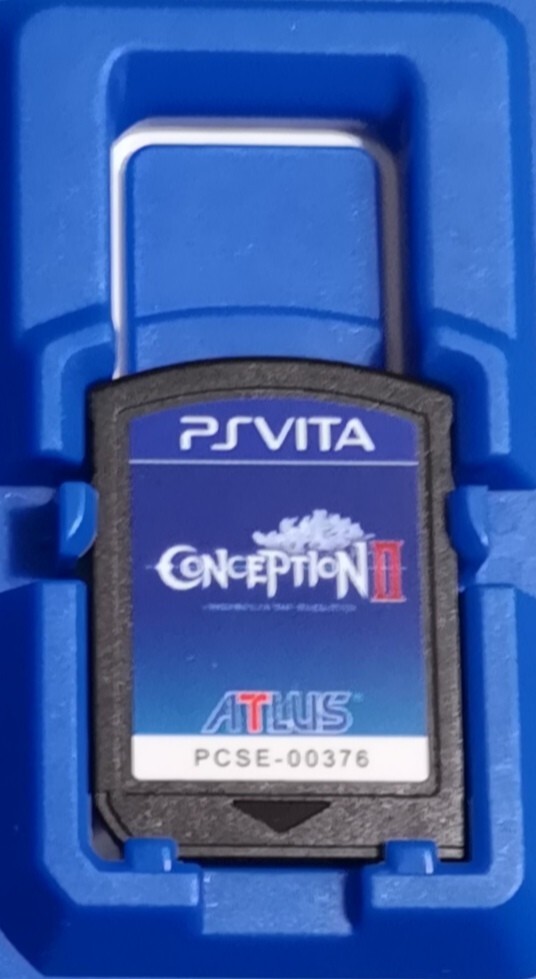 PSVITA
CONCEPTION II
ATLUS
PCSE-00376